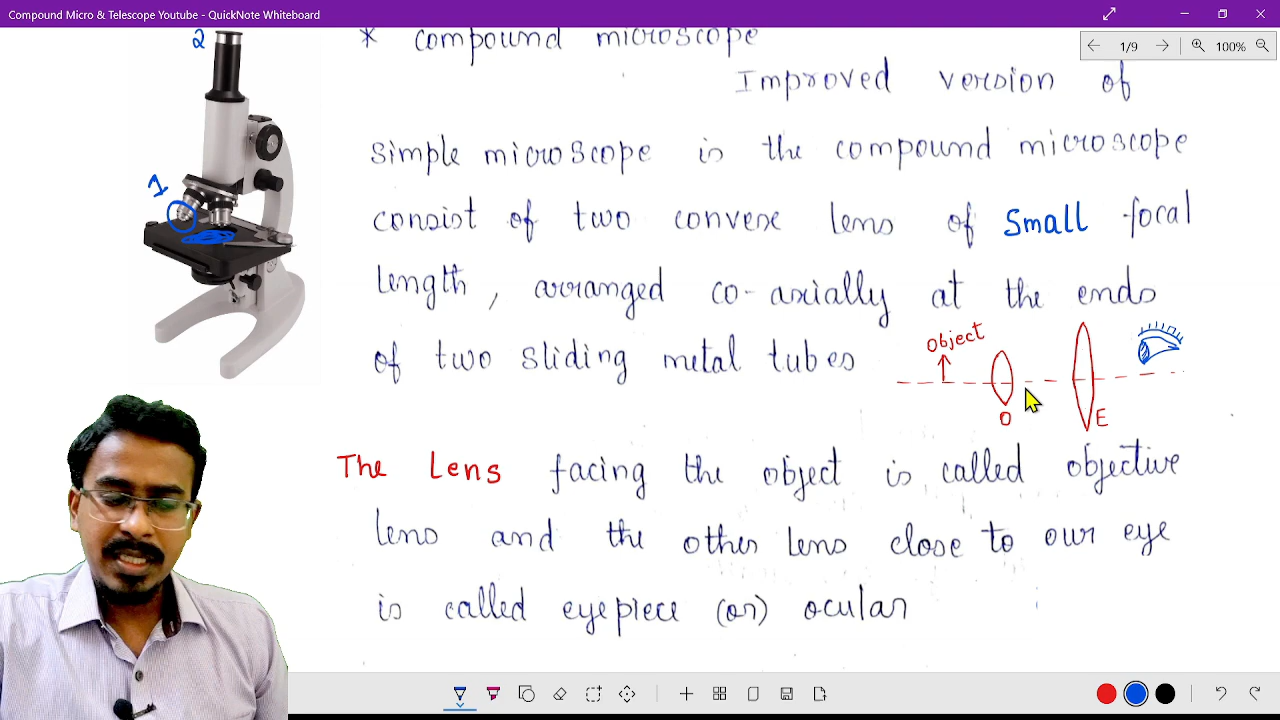 Compound Micro & Telescope Youtube - QuickNote Whiteboard
1/9
100%
2
1
* compound microscope
Improved version of
simple microscope is the compound microscope
consist of two convex lens of small focal
length, arranged co-axially at the ends
of two sliding metal tubes
object
O
E
The Lens facing the object is called objective
lens and the other lens close to our eye
is called eyepiece (or) ocular